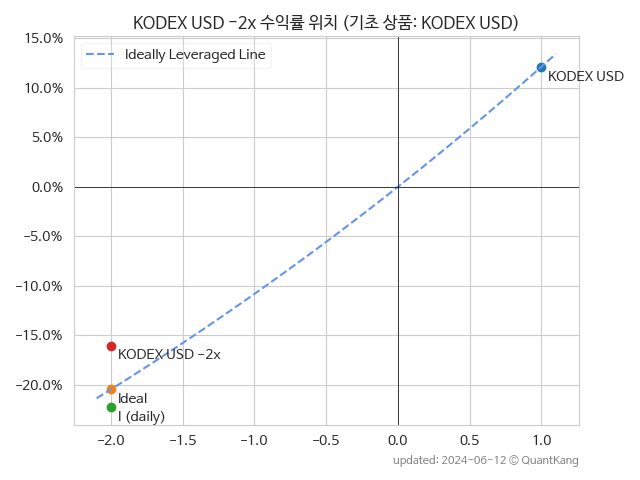 KODEX USD -2x 수익률 위치 (기초 상품: KODEX USD)
Ideally Leveraged Line
15.0%
10.0%
5.0%
0.0%
-5.0%
-10.0%
-15.0%
-20.0%
KODEX USD
KODEX USD -2x
Ideal
I (daily)
-2.0 -1.5 -1.0 -0.5 0.0 0.5 1.0
updated: 2024-06-12 © QuantKang